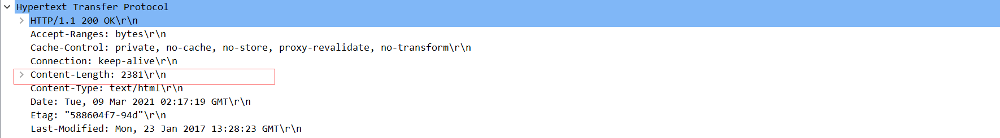 Hypertext Transfer Protocol
HTTP/1.1 200 OK\r\n
Accept-Ranges: bytes\r\n
Cache-Control: private, no-cache, no-store, proxy-revalidate, no-transform\r\n
Connection: keep-alive\r\n
Content-Length: 2381\r\n
Content-Type: text/html\r\n
Date: Tue, 09 Mar 2021 02:17:19 GMT\r\n
Etag: "588604f7-94d"\r\n
Last-Modified: Mon, 23 Jan 2017 13:28:23 GMT\r\n